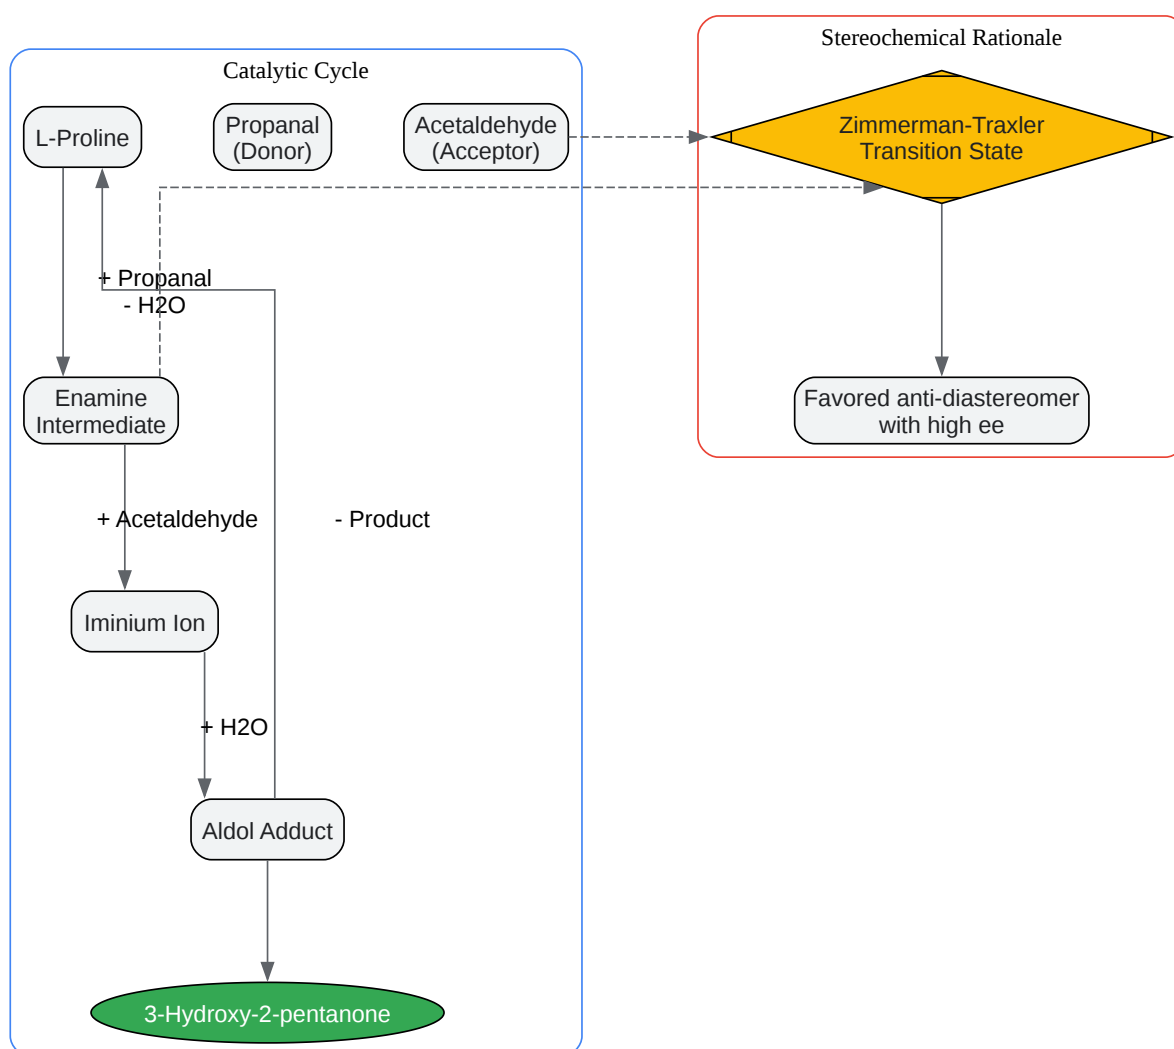 Catalytic Cycle
L-Proline
Propanal
(Donor)
Acetaldehyde
(Acceptor)
+ Propanal
- H2O
Enamine
Intermediate
+ Acetaldehyde
- Product
Iminium Ion
+ H2O
Aldol Adduct
3-Hydroxy-2-pentanone
Stereochemical Rationale
Zimmerman-Traxler
Transition State
Favored anti-diastereomer
with high ee